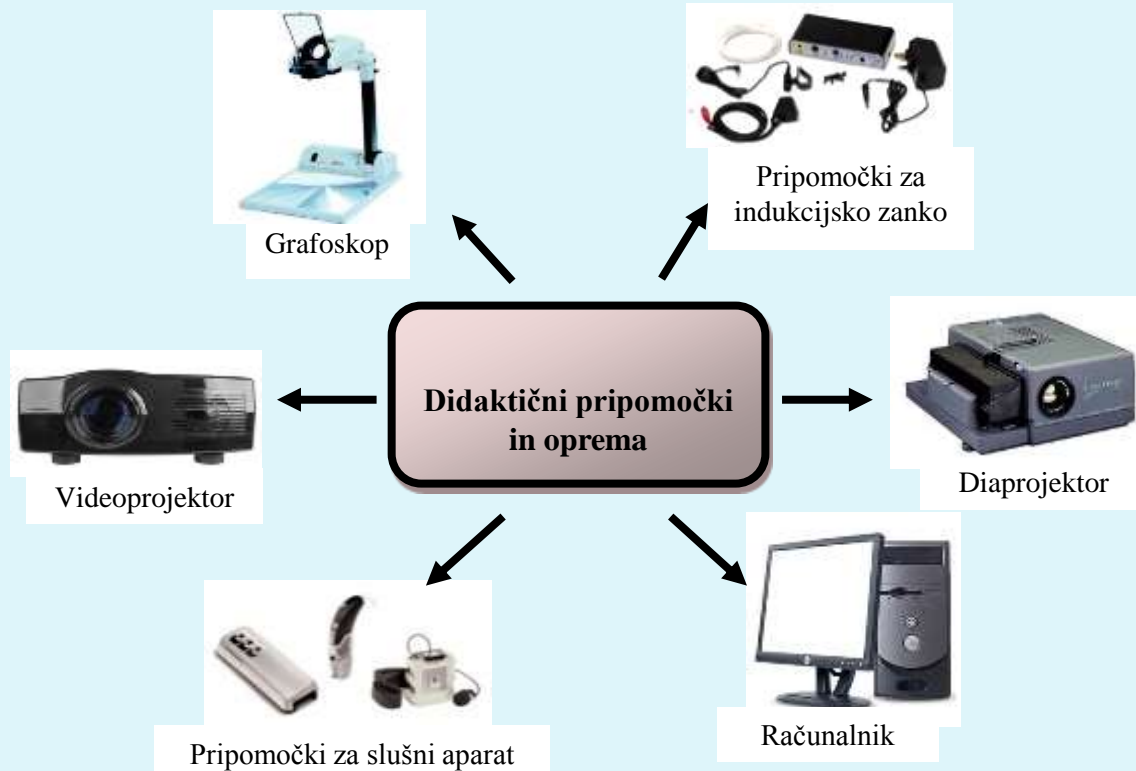 Pripomočki za
indukcijsko zanko
Grafoskop
Didaktični pripomočki
in oprema
Videoprojektor
Diaprojektor
Računalnik
Pripomočki za slušni aparat